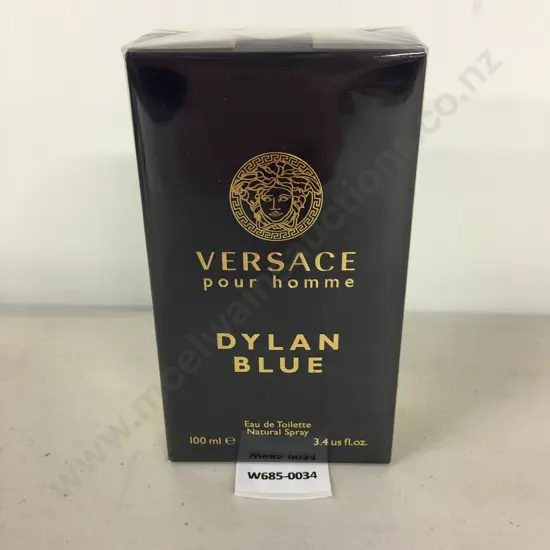 VERSACE
pour homme
DYLAN
BLUE
Eau de Toilette
Natural Spray
100 ml e 3.4 us fl.oz.
W685-0034